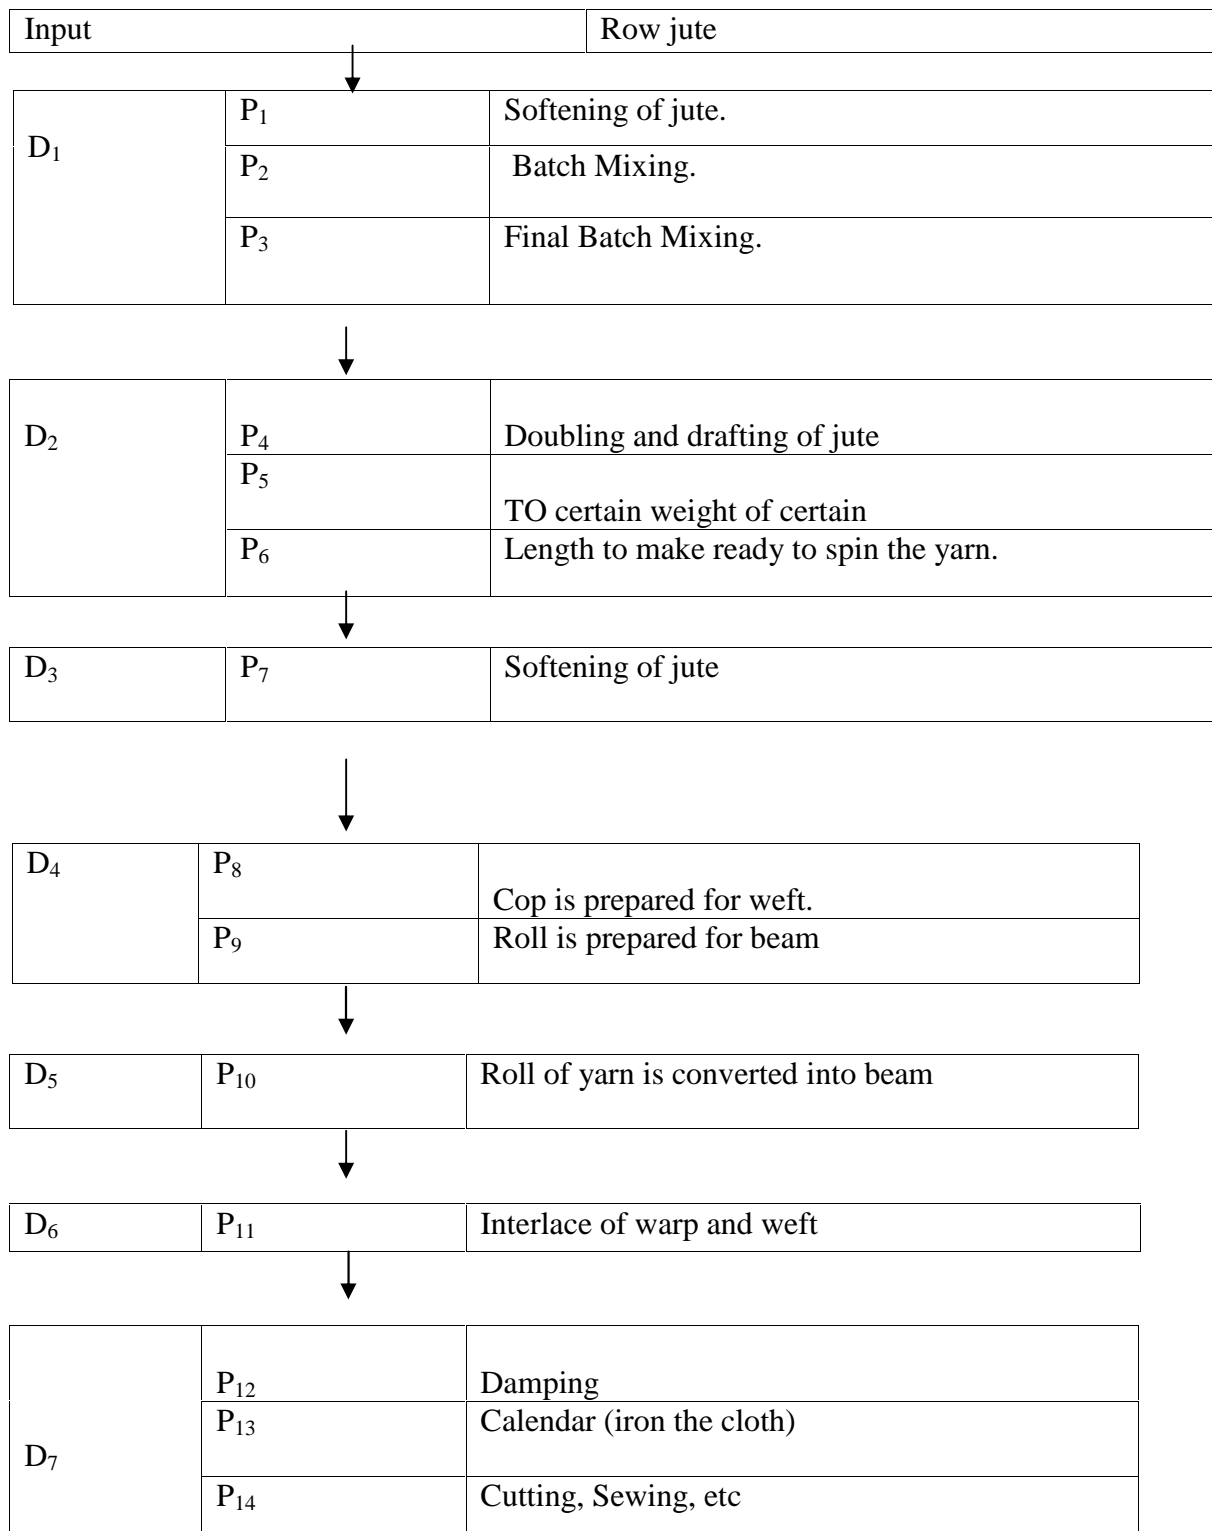 Input Row jute
P₁ Softening of jute.
D₁
P₂ Batch Mixing.
P₃ Final Batch Mixing.
D₂ P₄ Doubling and drafting of jute
P₅
TO certain weight of certain
P₆ Length to make ready to spin the yarn.
D₃ P₇ Softening of jute
D₄ P₈
Cop is prepared for weft.
P₉ Roll is prepared for beam
D₅ P₁₀ Roll of yarn is converted into beam
D₆ P₁₁ Interlace of warp and weft
P₁₂ Damping
P₁₃ Calendar (iron the cloth)
D₇
P₁₄ Cutting, Sewing, etc